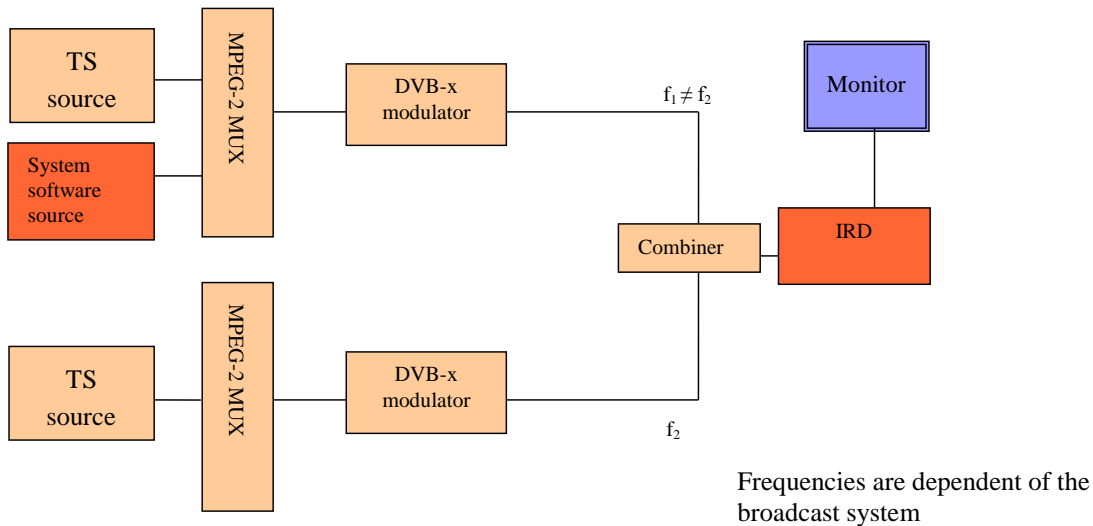 TS
source
System
software
source
MPEG-2 MUX
DVB-x
modulator
f₁ ≠ f₂
Monitor
IRD
Combiner
TS
source
MPEG-2 MUX
DVB-x
modulator
f₂
Frequencies are dependent of the
broadcast system